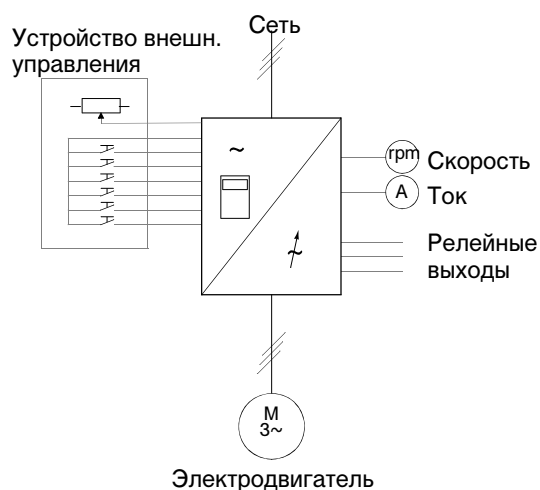 Сеть
Устройство внешн.
управления
~
rpm
Скорость
A
Ток
~
Релейные
выходы
M
3~
Электродвигатель